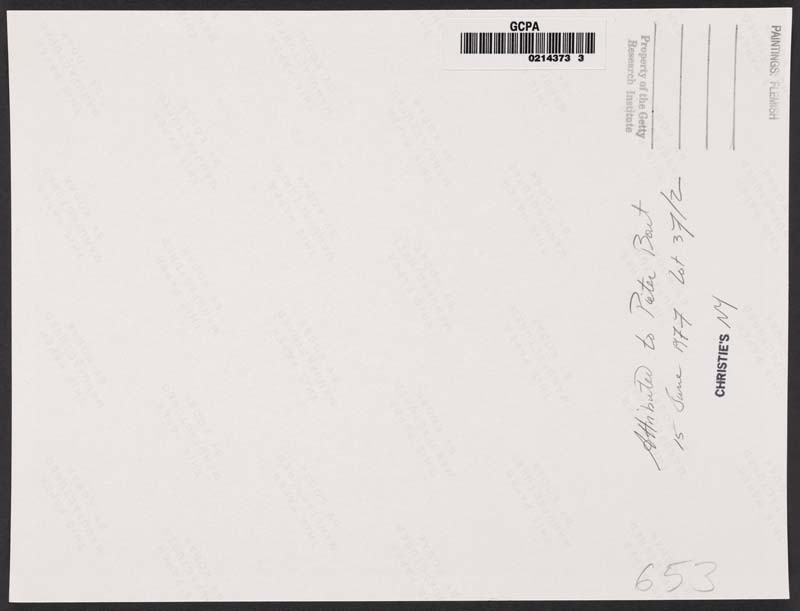 GCPA
0214373 3
PAINTINGS: FLEMISH
Property of the Getty
Research Institute
Attributed to Pieter Bout
15 June 1977 Lot 37/2
CHRISTIE'S NY
653